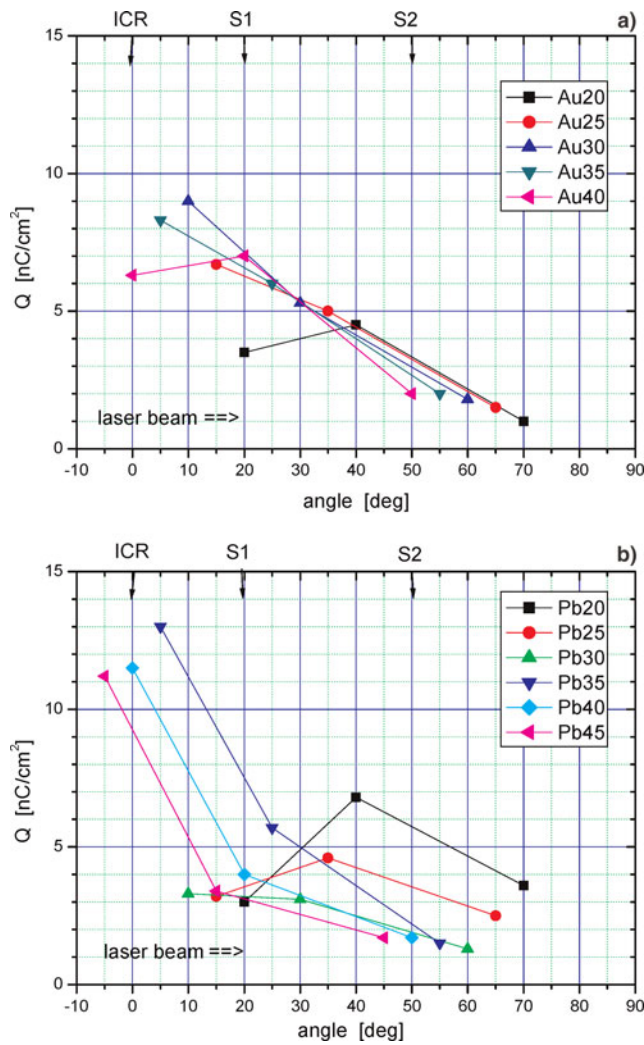 ICR S1 S2
15 a)
Au20
Au25
10 Au30
Au35
Au40
Q [nC/cm²]
5
laser beam ==>
0
-10 0 10 20 30 40 50 60 70 80 90
angle [deg]
ICR S1 S2 b)
15
Pb20
Pb25
Pb30
10 Pb35
Pb40
Pb45
Q [nC/cm²]
5
laser beam ==>
0
-10 0 10 20 30 40 50 60 70 80 90
angle [deg]